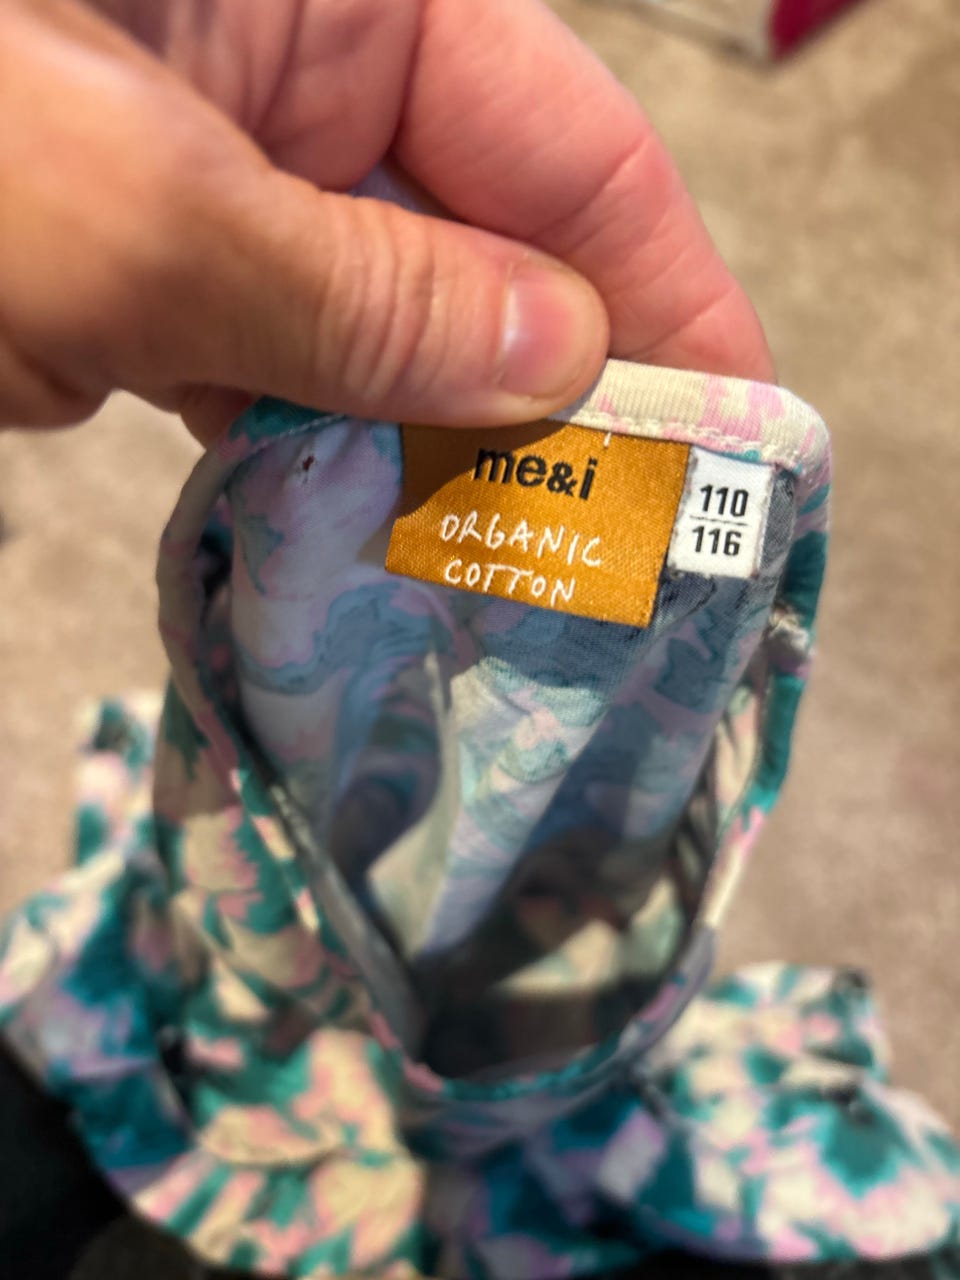 me&i
ORGANIC
COTTON
110
116